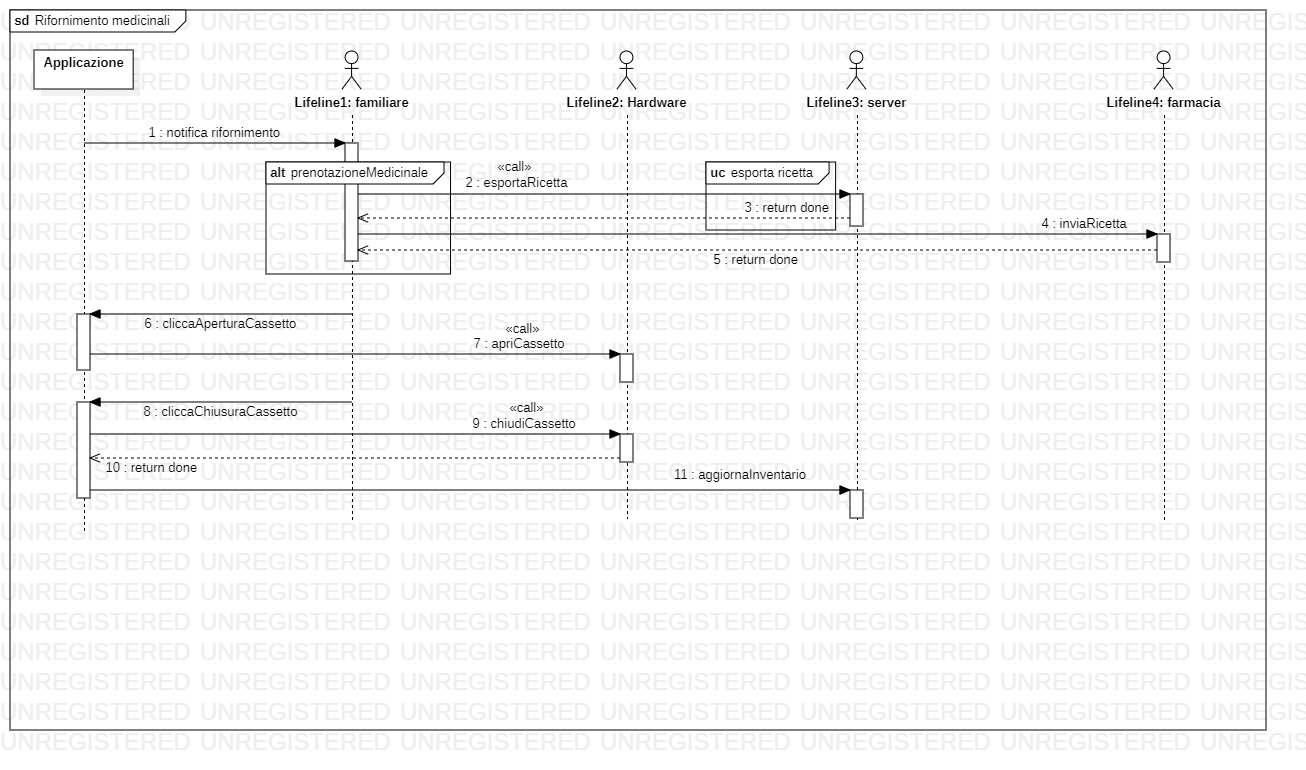 sd Rifornimento medicinali
Applicazione
Lifeline1: familiare
Lifeline2: Hardware
Lifeline3: server
Lifeline4: farmacia
1 : notifica rifornimento
alt prenotazioneMedicinale
«call»
2 : esportaRicetta
uc esporta ricetta
3 : return done
4 : inviaRicetta
5 : return done
6 : cliccaAperturaCassetto
«call»
7 : apriCassetto
8 : cliccaChiusuraCassetto
«call»
9 : chiudiCassetto
10 : return done
11 : aggiornaInventario
UNREGISTERED